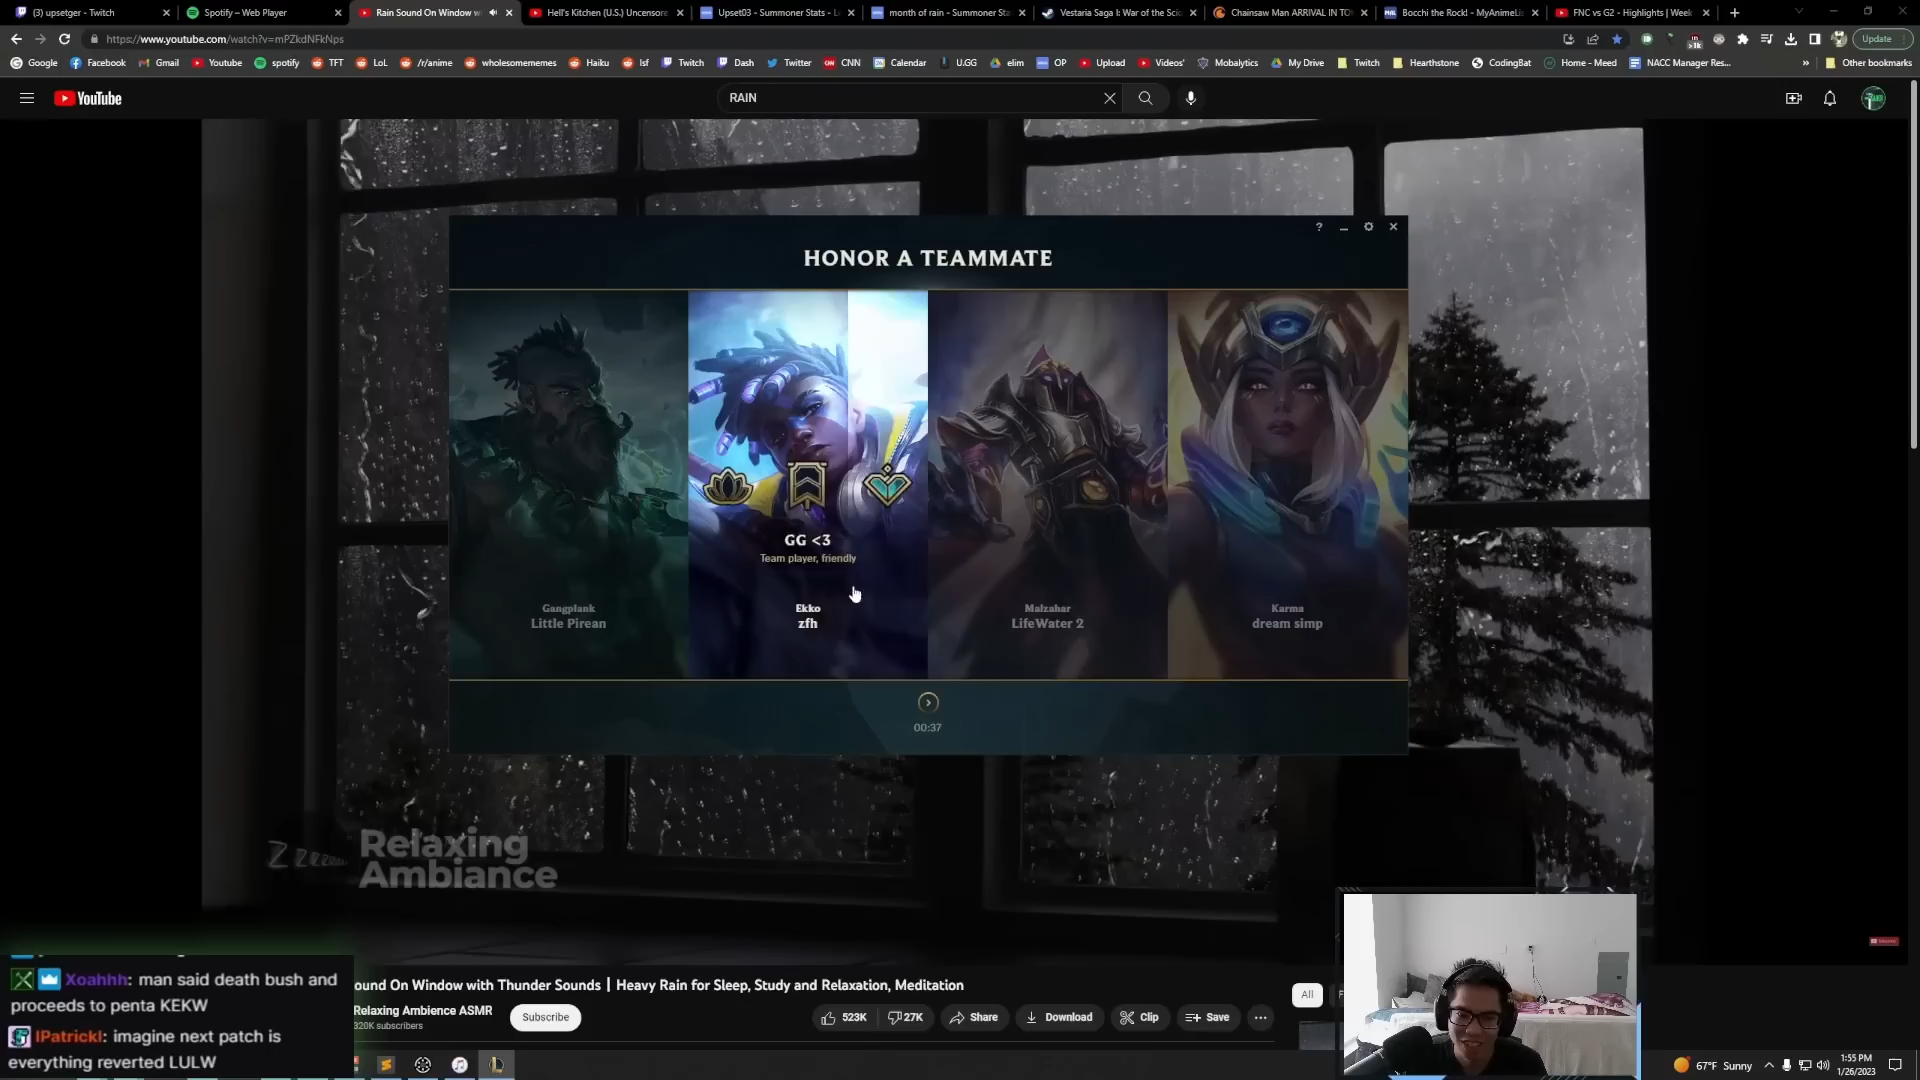 (3) upsetger - Twitch
Spotify – Web Player
Rain Sound On Window w
Hell's Kitchen (U.S.) Uncensore
Upset03 - Summoner Stats - L
month of rain - Summoner St
Vestaria Saga I: War of the Sci
Chainsaw Man ARRIVAL IN TO
Bocchi the Rock! - MyAnimeLi
FNC vs G2 - Highlights | Week
https://www.youtube.com/watch?v=mPZkdNFkNps
>1k
Update
Google
Facebook
Gmail
Youtube
spotify
TFT
LoL
/r/anime
wholesomememes
Haiku
lsf
Twitch
Dash
Twitter
CNN
Calendar
U.GG
elim
OP
Upload
Videos'
Mobalytics
My Drive
Twitch
Hearthstone
CodingBat
Home - Meed
NACC Manager Res...
»
Other bookmarks
YouTube
RAIN
HONOR A TEAMMATE
GG <3
Team player, friendly
Gangplank
Little Pirean
Ekko
zfh
Malzahar
LifeWater 2
Karma
dream simp
00:37
Zzzzz
Relaxing
Ambiance
Xoahhh: man said death bush and
proceeds to penta KEKW
IPatrickl: imagine next patch is
everything reverted LULW
ound On Window with Thunder Sounds | Heavy Rain for Sleep, Study and Relaxation, Meditation
Relaxing Ambience ASMR
320K subscribers
Subscribe
523K
27K
Share
Download
Clip
Save
All
67°F Sunny
1:55 PM
1/26/2023